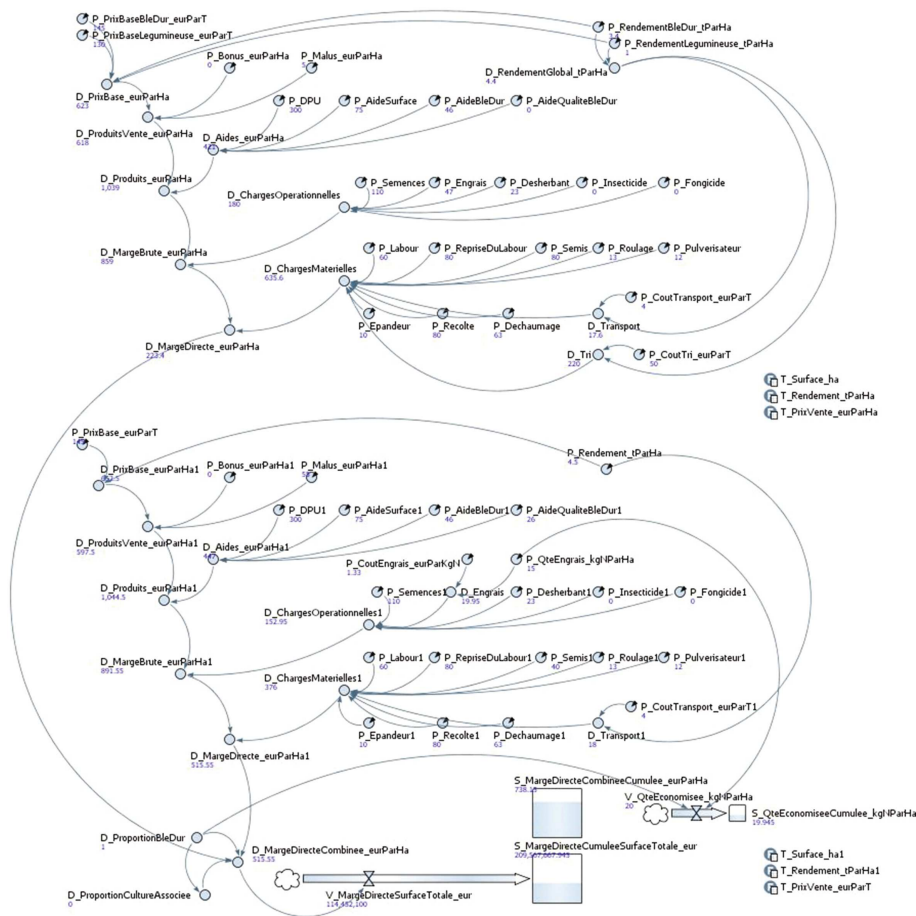 P_PrixBaseBleDur_eurParT
145
P_PrixBaseLegumineuse_eurParT
130
P_RendementBleDur_tParHa
P_RendementLegumineuse_tParHa
1
P_Bonus_eurParHa
0
P_Malus_eurParHa
5
D_RendementGlobal_tParHa
4.4
D_PrixBase_eurParHa
623
P_DPU
300
P_AideSurface
75
P_AideBleDur
46
P_AideQualiteBleDur
0
D_ProduitsVente_eurParHa
618
D_Aides_eurParHa
421
D_Produits_eurParHa
1,039
P_Semences
110
P_Engrais
47
P_Desherbant
23
P_Insecticide
0
P_Fongicide
0
D_ChargesOperationnelles
180
D_MargeBrute_eurParHa
859
P_Labour
60
P_RepriseDuLabour
80
P_Semis
80
P_Roulage
13
P_Pulverisateur
12
D_ChargesMaterielles
635.6
P_CoutTransport_eurParT
4
P_Epandeur
10
P_Recolte
80
P_Dechaumage
63
D_Transport
17.6
D_MargeDirecte_eurParHa
223.4
D_Tri
220
P_CoutTri_eurParT
50
T_Surface_ha
T_Rendement_tParHa
T_PrixVente_eurParHa
P_PrixBase_eurParT
P_Rendement_tParHa
4.5
D_PrixBase_eurParHa1
P_Bonus_eurParHa1
0
P_Malus_eurParHa1
P_DPU1
300
P_AideSurface1
75
P_AideBleDur1
46
P_AideQualiteBleDur1
26
D_ProduitsVente_eurParHa1
597.5
D_Aides_eurParHa1
447
P_CoutEngrais_eurParKgN
1.33
P_QteEngrais_kgNParHa
15
D_Produits_eurParHa1
1,044.5
P_Semences1
110
D_Engrais
19.95
P_Desherbant1
23
P_Insecticide1
0
P_Fongicide1
0
D_ChargesOperationnelles1
152.95
D_MargeBrute_eurParHa1
891.55
P_Labour1
60
P_RepriseDuLabour1
80
P_Semis1
40
P_Roulage1
13
P_Pulverisateur1
12
D_ChargesMaterielles1
376
P_CoutTransport_eurParT1
4
P_Epandeur1
10
P_Recolte1
80
P_Dechaumage1
63
D_Transport1
18
D_MargeDirecte_eurParHa1
515.55
S_MargeDirecteCombineeCumulee_eurParHa
738.15
V_QteEconomisee_kgNParHa
20
S_QteEconomiseeCumulee_kgNParHa
19.945
D_ProportionBleDur
1
D_MargeDirecteCombinee_eurParHa
515.55
S_MargeDirecteCumuleeSurfaceTotale_eur
D_ProportionCultureAssociee
0
V_MargeDirecteSurfaceTotale_eur
114,452,100
T_Surface_ha1
T_Rendement_tParHa1
T_PrixVente_eurParT